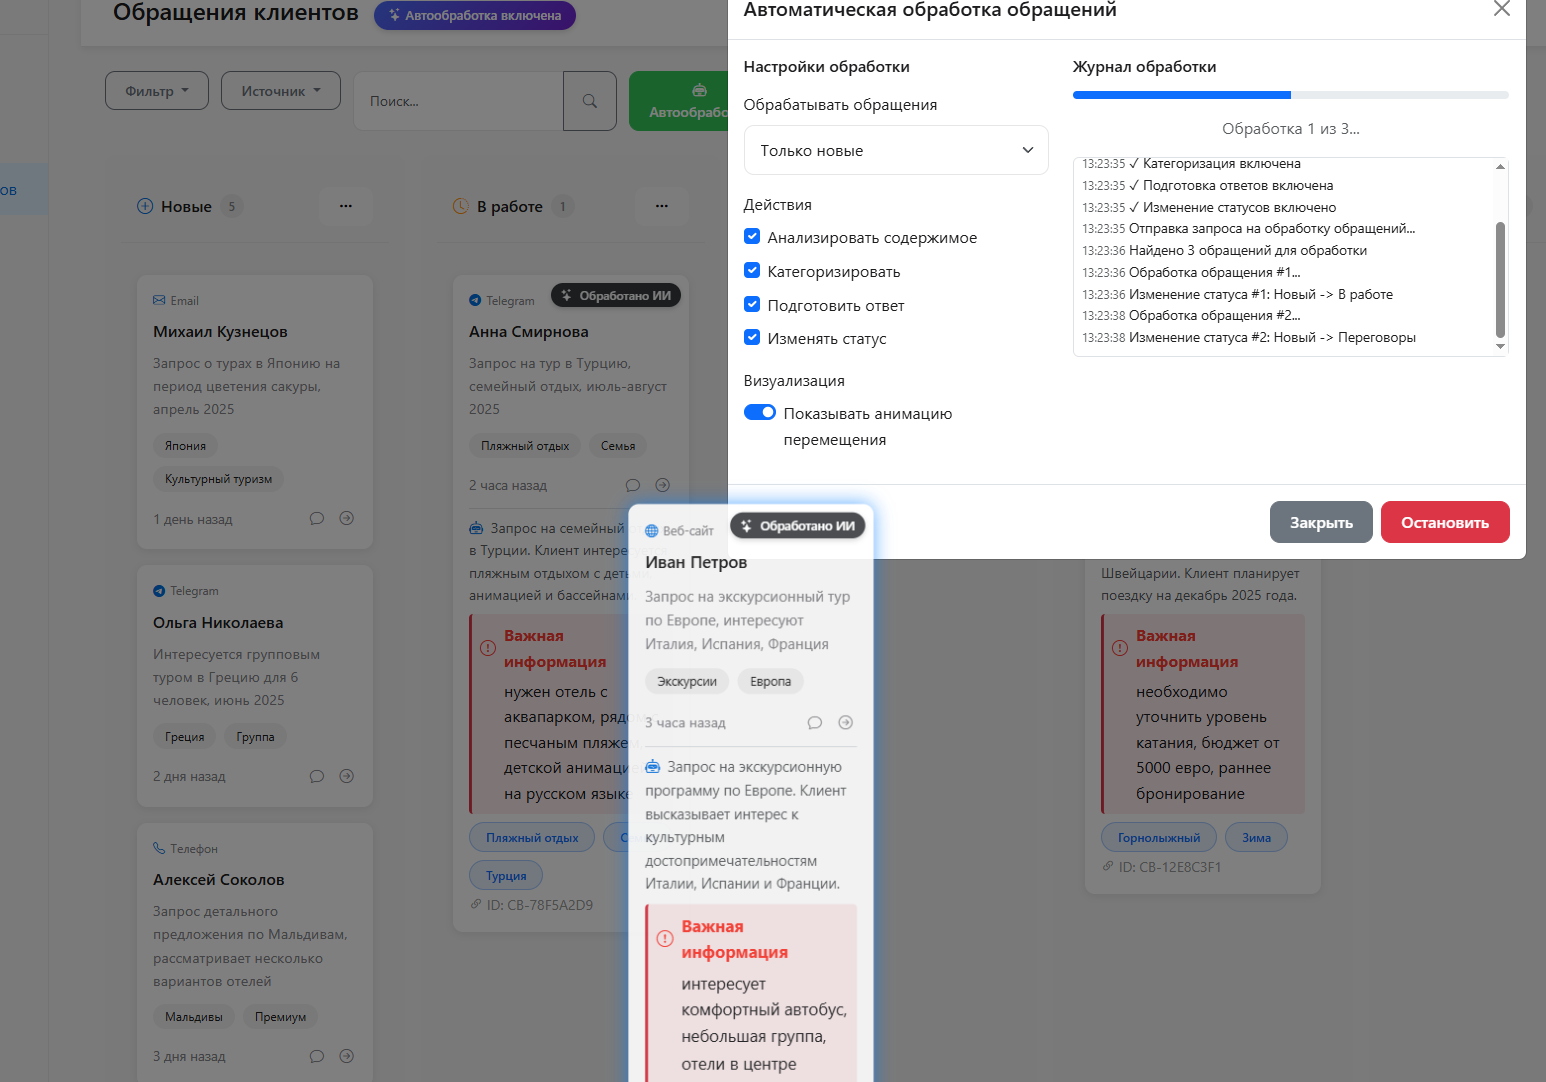 Обращения клиентов
Автообработка включена
Фильтр
Источник
Поиск...
Автообрабо
ов
Новые 5
...
Email
Михаил Кузнецов
Запрос о турах в Японию на
период цветения сакуры,
апрель 2025
Япония
Культурный туризм
1 день назад
Telegram
Ольга Николаева
Интересуется групповым
туром в Грецию для 6
человек, июнь 2025
Греция
Группа
2 дня назад
Телефон
Алексей Соколов
Запрос детального
предложения по Мальдивам,
рассматривает несколько
вариантов отелей
Мальдивы
Премиум
3 дня назад
В работе 1
...
Telegram
Обработано ИИ
Анна Смирнова
Запрос на тур в Турцию,
семейный отдых, июль-август
2025
Пляжный отдых
Семья
2 часа назад
Запрос на семейный
в Турции. Клиент интересуется
пляжным отдыхом с деть
анимацией и бассейнами
Важная
информация
нужен отель с
аквапарком, рядом
песчаным пляжем,
детской анимацие
на русском языке
Пляжный отдых
Се
Турция
ID: CB-78F5A2D9
Веб-сайт
Обработано ИИ
Иван Петров
Запрос на экскурсионный тур
по Европе, интересуют
Италия, Испания, Франция
Экскурсии
Европа
3 часа назад
Запрос на экскурсионную
программу по Европе. Клиент
высказывает интерес к
культурным
достопримечательностям
Италии, Испании и Франции.
Важная
информация
интересует
комфортный автобус,
небольшая группа,
отели в центре
Автоматическая обработка обращений
Настройки обработки
Обрабатывать обращения
Только новые
Действия
Анализировать содержимое
Категоризировать
Подготовить ответ
Изменять статус
Визуализация
Показывать анимацию
перемещения
Журнал обработки
Обработка 1 из 3...
13:23:35 ✓ Категоризация включена
13:23:35 ✓ Подготовка ответов включена
13:23:35 ✓ Изменение статусов включено
13:23:35 Отправка запроса на обработку обращений...
13:23:36 Найдено 3 обращений для обработки
13:23:36 Обработка обращения #1...
13:23:36 Изменение статуса #1: Новый -> В работе
13:23:38 Обработка обращения #2...
13:23:38 Изменение статуса #2: Новый -> Переговоры
Закрыть
Остановить
Швейцарии. Клиент планирует
поездку на декабрь 2025 года.
Важная
информация
необходимо
уточнить уровень
катания, бюджет от
5000 евро, раннее
бронирование
Горнолыжный
Зима
ID: CB-12E8C3F1